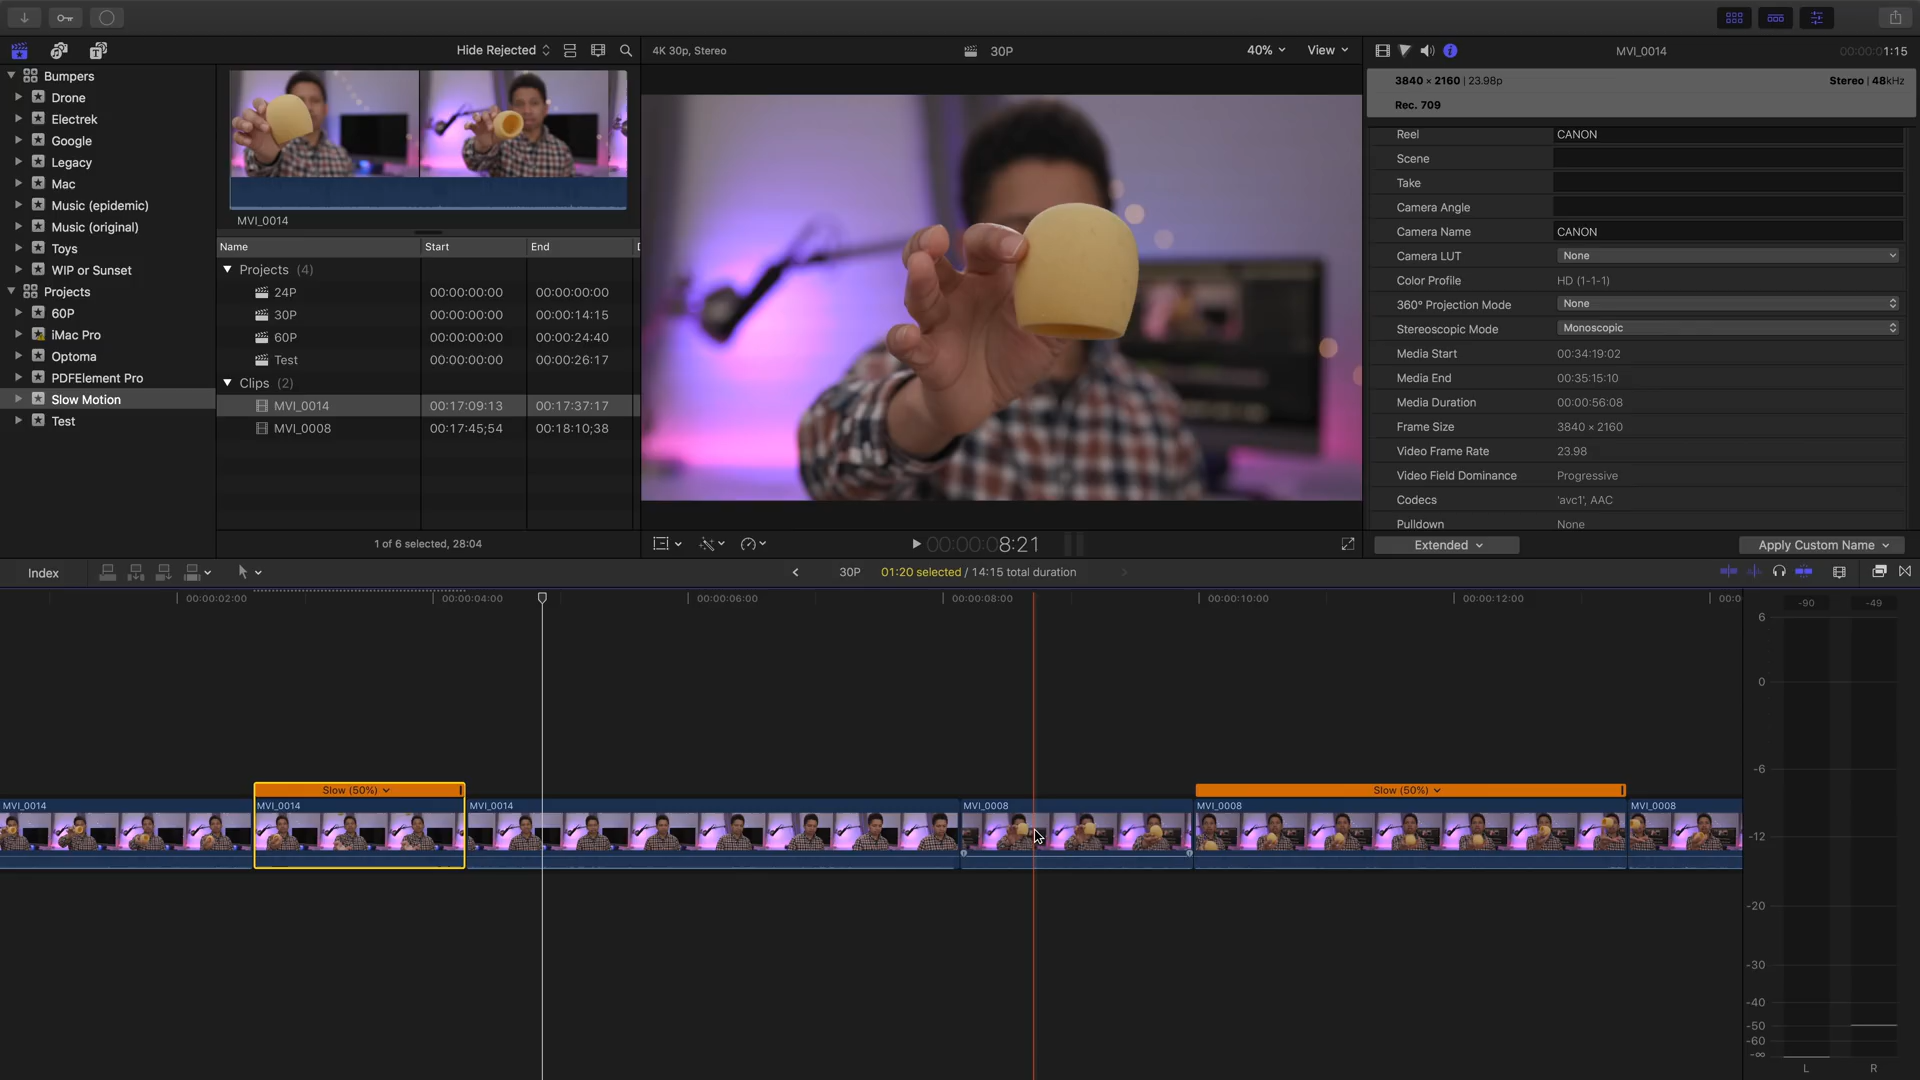 Hide Rejected
4K 30p, Stereo
30P
40%
View
MVI_0014
00:00:01:15
Bumpers
Drone
Electrek
Google
Legacy
Mac
Music (epidemic)
Music (original)
Toys
WIP or Sunset
Projects
60P
iMac Pro
Optoma
PDFElement Pro
Slow Motion
Test
MVI_0014
Name Start End
Projects (4)
24P 00:00:00:00 00:00:00:00
30P 00:00:00:00 00:00:14:15
60P 00:00:00:00 00:00:24:40
Test 00:00:00:00 00:00:26:17
Clips (2)
MVI_0014 00:17:09:13 00:17:37:17
MVI_0008 00:17:45;54 00:18:10;38
1 of 6 selected, 28:04
3840 × 2160 | 23.98p Stereo | 48kHz
Rec. 709
Reel CANON
Scene
Take
Camera Angle
Camera Name CANON
Camera LUT None
Color Profile HD (1-1-1)
360° Projection Mode None
Stereoscopic Mode Monoscopic
Media Start 00:34:19:02
Media End 00:35:15:10
Media Duration 00:00:56:08
Frame Size 3840 × 2160
Video Frame Rate 23.98
Video Field Dominance Progressive
Codecs 'avc1', AAC
Pulldown None
00:00:08:21
Extended
Apply Custom Name
Index
30P
01:20 selected / 14:15 total duration
00:00:02:00
00:00:04:00
00:00:06:00
00:00:08:00
00:00:10:00
00:00:12:00
Slow (50%)
Slow (50%)
MVI_0014
MVI_0014
MVI_0014
MVI_0008
MVI_0008
MVI_0008
-90 -49
6
0
-6
-12
-20
-30
-40
-50
-60
-∞
L R